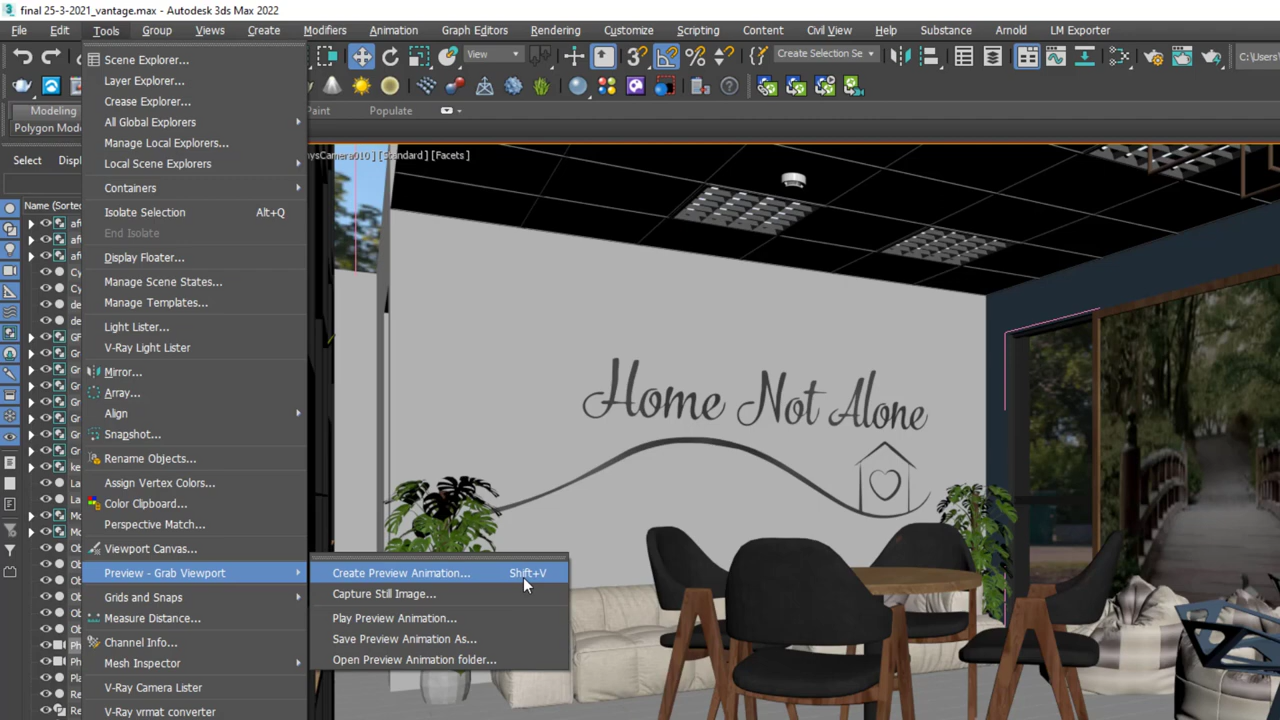 final 25-3-2021_vantage.max - Autodesk 3ds Max 2022
File Edit Tools Group Views Create Modifiers Animation Graph Editors Rendering Customize Scripting Content Civil View Substance Arnold LM Exporter
View
Create Selection Se
C:\Users\
Modeling
Paint
Populate
Polygon Mode
Select
Name (Sorted
[Standard] [Facets]
Scene Explorer...
Layer Explorer...
Crease Explorer...
All Global Explorers
Manage Local Explorers...
Local Scene Explorers
Containers
Isolate Selection Alt+Q
End Isolate
Display Floater...
Manage Scene States...
Manage Templates...
Light Lister...
V-Ray Light Lister
Mirror...
Array...
Align
Snapshot...
Rename Objects...
Assign Vertex Colors...
Color Clipboard...
Perspective Match...
Viewport Canvas...
Preview - Grab Viewport
Grids and Snaps
Measure Distance...
Channel Info...
Mesh Inspector
V-Ray Camera Lister
V-Ray vrmat converter
Create Preview Animation... Shift+V
Capture Still Image...
Play Preview Animation...
Save Preview Animation As...
Open Preview Animation folder...
Home Not Alone